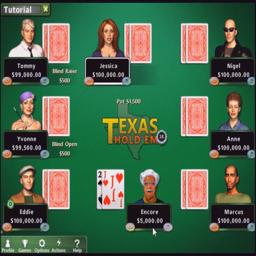 Tutorial
Tommy
$99,000.00
Blind Raise
$500
Jessica
$100,000.00
Nigel
$100,000.00
Pot $1,500
Yvonne
$99,500.00
Blind Open
$500
TEXAS
HOLD'EM
Anne
$100,000.00
Eddie
$100,000.00
2
Encore
$5,000.00
Marcus
$100,000.00
Profile Games Options Actions Help